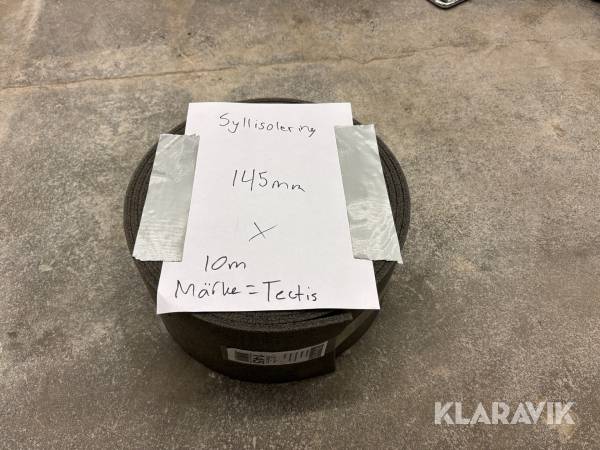 Syllisolering
145mm
X
10m
Märke = Tectis
KLARAVIK